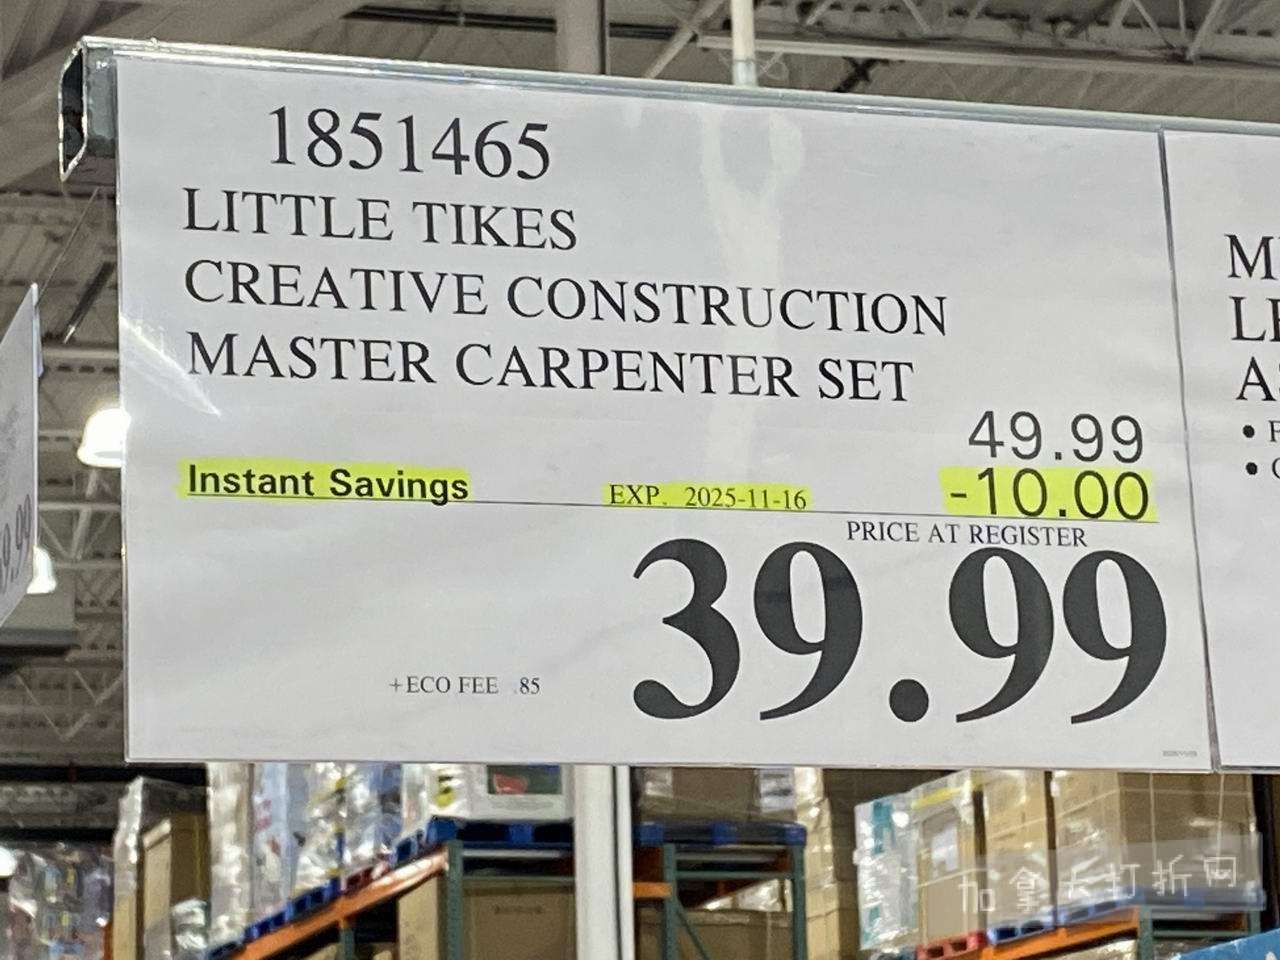 1851465
LITTLE TIKES
CREATIVE CONSTRUCTION
MASTER CARPENTER SET
49.99
Instant Savings EXP. 2025-11-16 -10.00
PRICE AT REGISTER
39.99
+ECO FEE .85
加拿大打折网